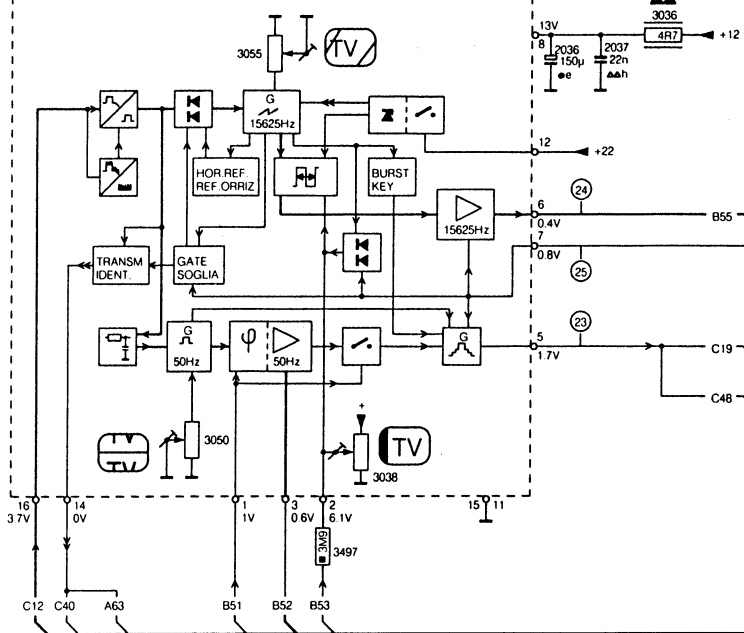 13V
8
3036
4R7
+12
2036
150µ
●e
2037
22n
▲▲h
3055
TV
G
15625Hz
Z
12
+22
HOR.REF.
REF.ORRIZ.
BURST
KEY
24
6
0.4V
B55
15625Hz
7
0.8V
25
TRANSM
IDENT.
GATE
SOGLIA
23
G
50Hz
φ
50Hz
G
5
1.7V
C19
C48
TV
TV
3050
+
TV
3038
16
3.7V
14
0V
1
1V
3
0.6V
2
6.1V
15
11
3M9
3497
C12
C40
A63
B51
B52
B53